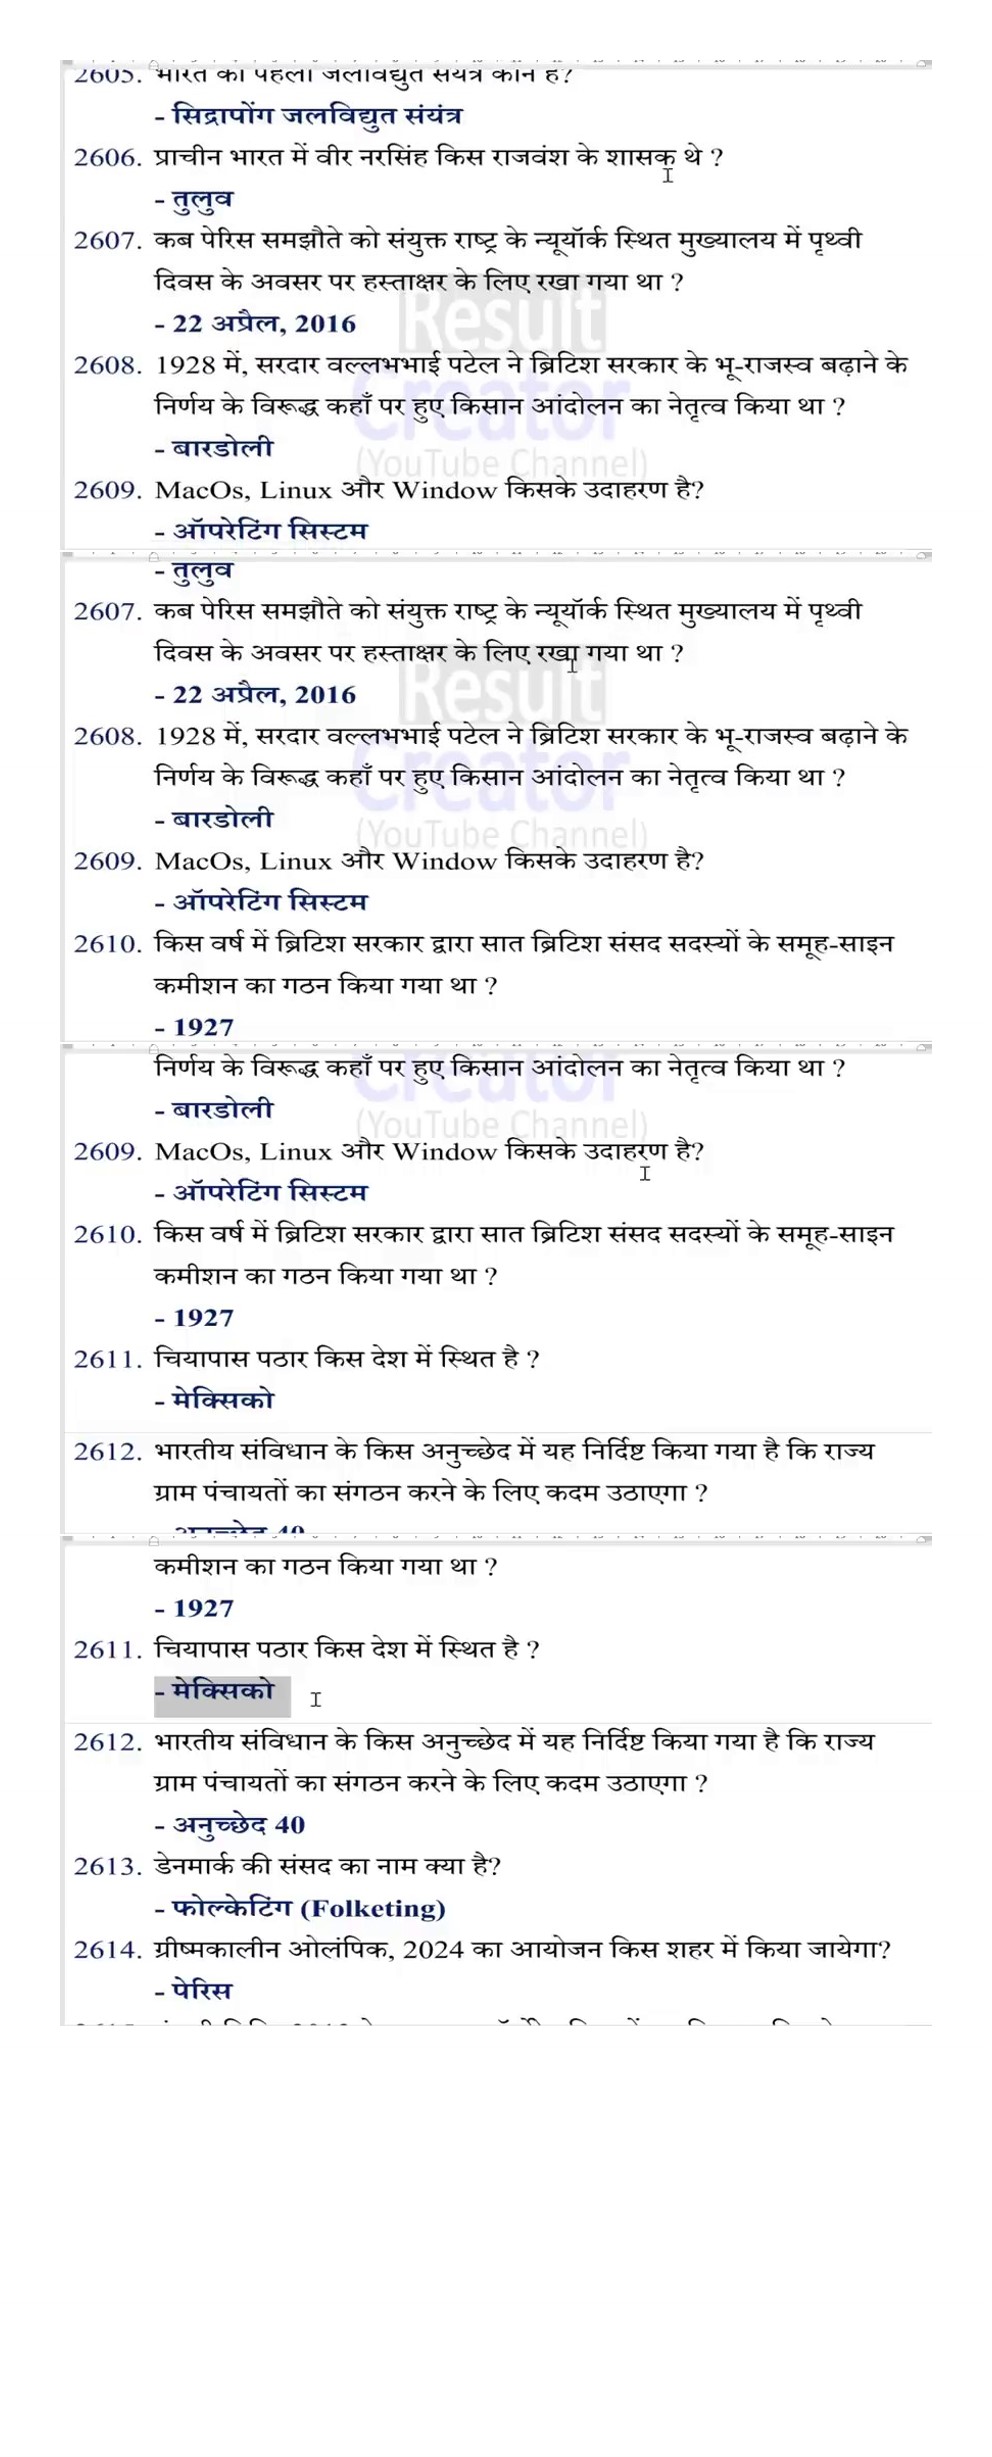 2605. भारत का पहला जलविद्युत संयंत्र कौन है?
- सिद्रापोंग जलविद्युत संयंत्र
2606. प्राचीन भारत में वीर नरसिंह किस राजवंश के शासक थे ?
- तुलुव
2607. कब पेरिस समझौते को संयुक्त राष्ट्र के न्यूयॉर्क स्थित मुख्यालय में पृथ्वी
दिवस के अवसर पर हस्ताक्षर के लिए रखा गया था ?
Result
- 22 अप्रैल, 2016
2608. 1928 में, सरदार वल्लभभाई पटेल ने ब्रिटिश सरकार के भू-राजस्व बढ़ाने के
Creator
निर्णय के विरूद्ध कहाँ पर हुए किसान आंदोलन का नेतृत्व किया था ?
- बारडोली
(YouTube Channel)
2609. MacOs, Linux और Window किसके उदाहरण है?
- ऑपरेटिंग सिस्टम
- तुलुव
2607. कब पेरिस समझौते को संयुक्त राष्ट्र के न्यूयॉर्क स्थित मुख्यालय में पृथ्वी
दिवस के अवसर पर हस्ताक्षर के लिए रखा गया था ?
Result
- 22 अप्रैल, 2016
2608. 1928 में, सरदार वल्लभभाई पटेल ने ब्रिटिश सरकार के भू-राजस्व बढ़ाने के
Creator
निर्णय के विरूद्ध कहाँ पर हुए किसान आंदोलन का नेतृत्व किया था ?
- बारडोली
(YouTube Channel)
2609. MacOs, Linux और Window किसके उदाहरण है?
- ऑपरेटिंग सिस्टम
2610. किस वर्ष में ब्रिटिश सरकार द्वारा सात ब्रिटिश संसद सदस्यों के समूह-साइन
कमीशन का गठन किया गया था ?
- 1927
Creator
निर्णय के विरूद्ध कहाँ पर हुए किसान आंदोलन का नेतृत्व किया था ?
- बारडोली
(YouTube Channel)
2609. MacOs, Linux और Window किसके उदाहरण है?
- ऑपरेटिंग सिस्टम
2610. किस वर्ष में ब्रिटिश सरकार द्वारा सात ब्रिटिश संसद सदस्यों के समूह-साइन
कमीशन का गठन किया गया था ?
- 1927
2611. चियापास पठार किस देश में स्थित है ?
- मेक्सिको
2612. भारतीय संविधान के किस अनुच्छेद में यह निर्दिष्ट किया गया है कि राज्य
ग्राम पंचायतों का संगठन करने के लिए कदम उठाएगा ?
अनुच्छेद 40
कमीशन का गठन किया गया था ?
- 1927
2611. चियापास पठार किस देश में स्थित है ?
- मेक्सिको
2612. भारतीय संविधान के किस अनुच्छेद में यह निर्दिष्ट किया गया है कि राज्य
ग्राम पंचायतों का संगठन करने के लिए कदम उठाएगा ?
- अनुच्छेद 40
2613. डेनमार्क की संसद का नाम क्या है?
- फोल्केटिंग (Folketing)
2614. ग्रीष्मकालीन ओलंपिक, 2024 का आयोजन किस शहर में किया जायेगा?
- पेरिस